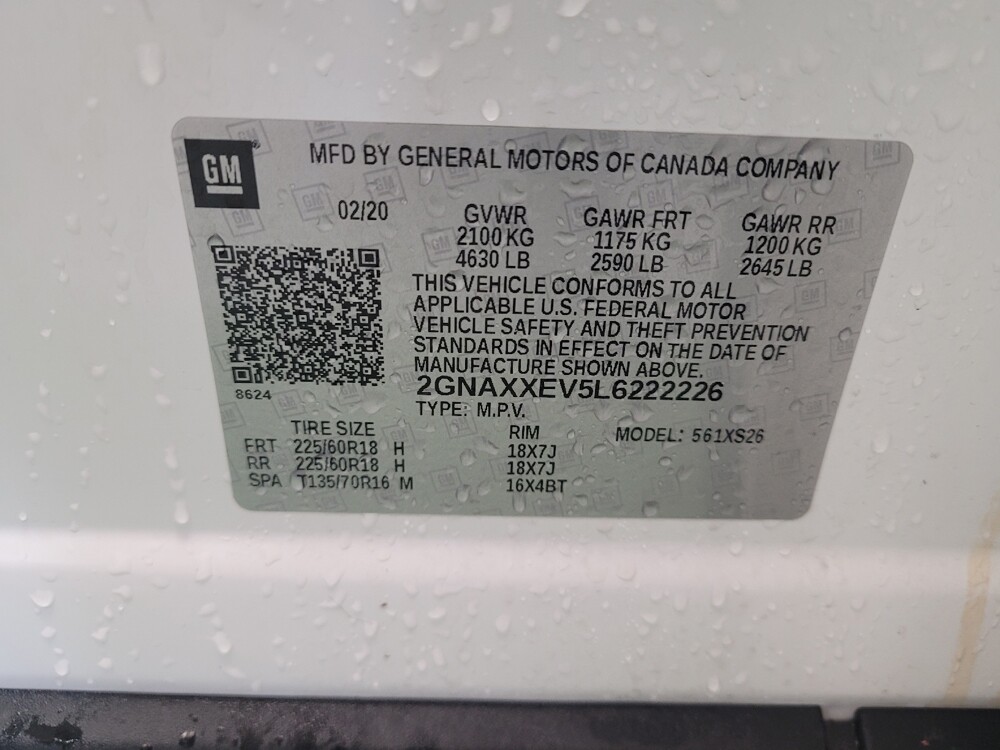 GM
MFD BY GENERAL MOTORS OF CANADA COMPANY
02/20
GVWR GAWR FRT GAWR RR
2100 KG 1175 KG 1200 KG
4630 LB 2590 LB 2645 LB
THIS VEHICLE CONFORMS TO ALL
APPLICABLE U.S. FEDERAL MOTOR
VEHICLE SAFETY AND THEFT PREVENTION
STANDARDS IN EFFECT ON THE DATE OF
MANUFACTURE SHOWN ABOVE.
2GNAXXEV5L6222226
8624
TYPE: M.P.V.
TIRE SIZE RIM MODEL: 561XS26
FRT 225/60R18 H 18X7J
RR 225/60R18 H 18X7J
SPA T135/70R16 M 16X4BT